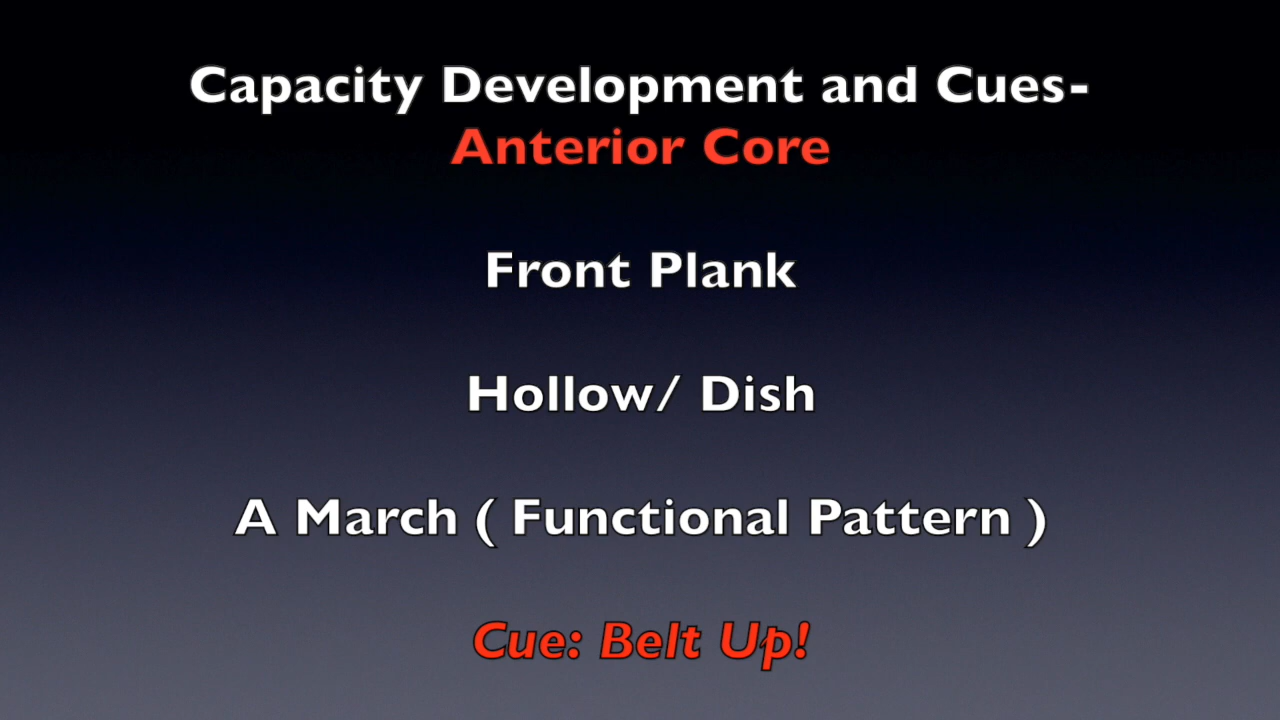 Capacity Development and Cues-
Anterior Core
Front Plank
Hollow/ Dish
A March ( Functional Pattern )
Cue: Belt Up!